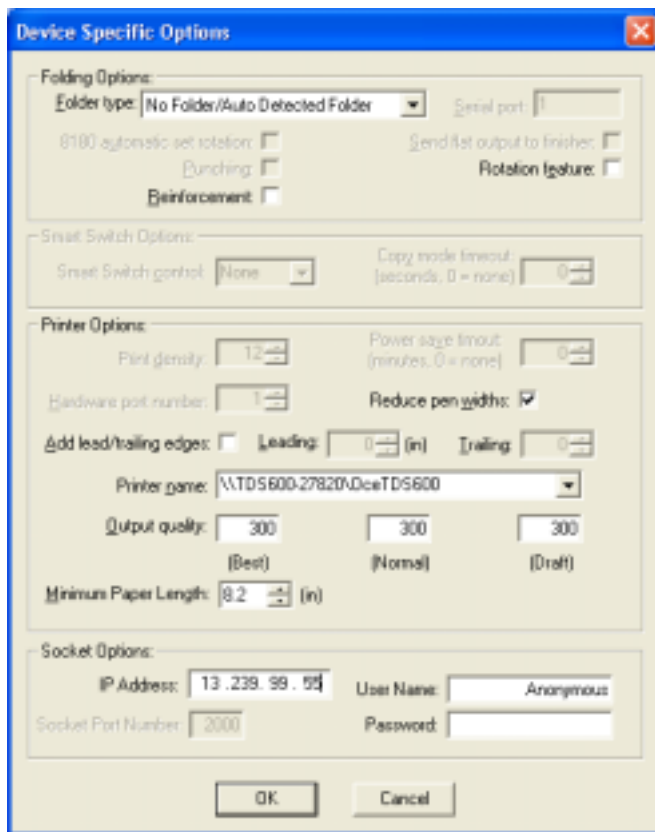 Device Specific Options
Folding Options:
Folder type: No Folder/Auto Detected Folder Serial port: 1
8180 automatic set rotation: Send flat output to finisher:
Punching: Rotation feature:
Reinforcement:
Smart Switch Options:
Smart Switch control: None Copy mode timeout: (seconds, 0 = none) 0
Printer Options:
Print density: 12 Power save timout: (minutes, 0 = none) 0
Hardware port number: 1 Reduce pen widths:
Add lead/trailing edges: Leading: 0 (in) Trailing: 0
Printer name: \\TDS600-27820\OceTDS600
Output quality: 300 300 300
(Best) (Normal) (Draft)
Minimum Paper Length: 8.2 (in)
Socket Options:
IP Address: 13 .239. 99 . 55 User Name: Anonymous
Socket Port Number: 2000 Password:
OK Cancel